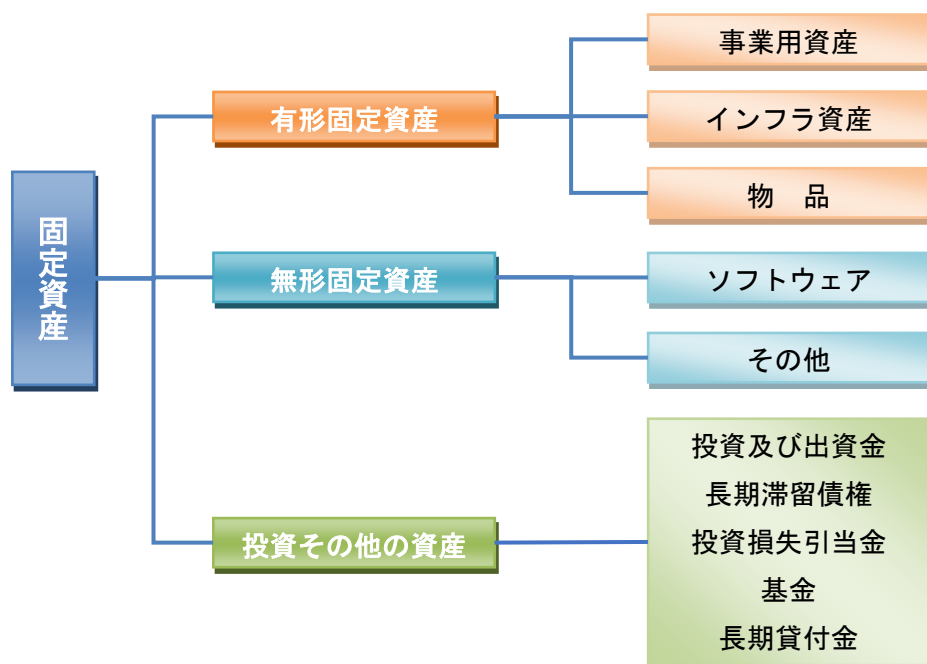 固定資産
有形固定資産
事業用資産
インフラ資産
物　品
無形固定資産
ソフトウェア
その他
投資その他の資産
投資及び出資金
長期滞留債権
投資損失引当金
基金
長期貸付金